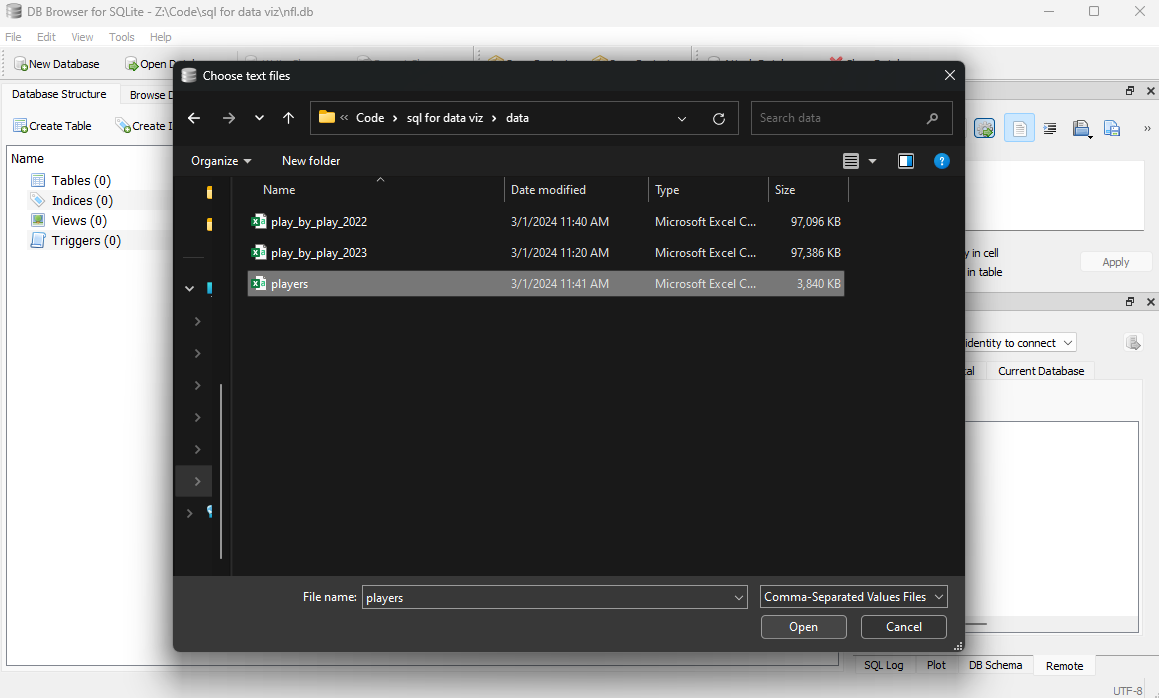 DB Browser for SQLite - Z:\Code\sql for data viz\nfl.db
File Edit View Tools Help
New Database Open
Database Structure Browse D
Create Table Create I
Name
Tables (0)
Indices (0)
Views (0)
Triggers (0)
Choose text files
« Code › sql for data viz › data
Search data
Organize New folder
Name Date modified Type Size
play_by_play_2022 3/1/2024 11:40 AM Microsoft Excel C... 97,096 KB
play_by_play_2023 3/1/2024 11:20 AM Microsoft Excel C... 97,386 KB
players 3/1/2024 11:41 AM Microsoft Excel C... 3,840 KB
File name: players Comma-Separated Values Files
Open Cancel
y in cell
in table
Apply
identity to connect
Current Database
SQL Log Plot DB Schema Remote
UTF-8